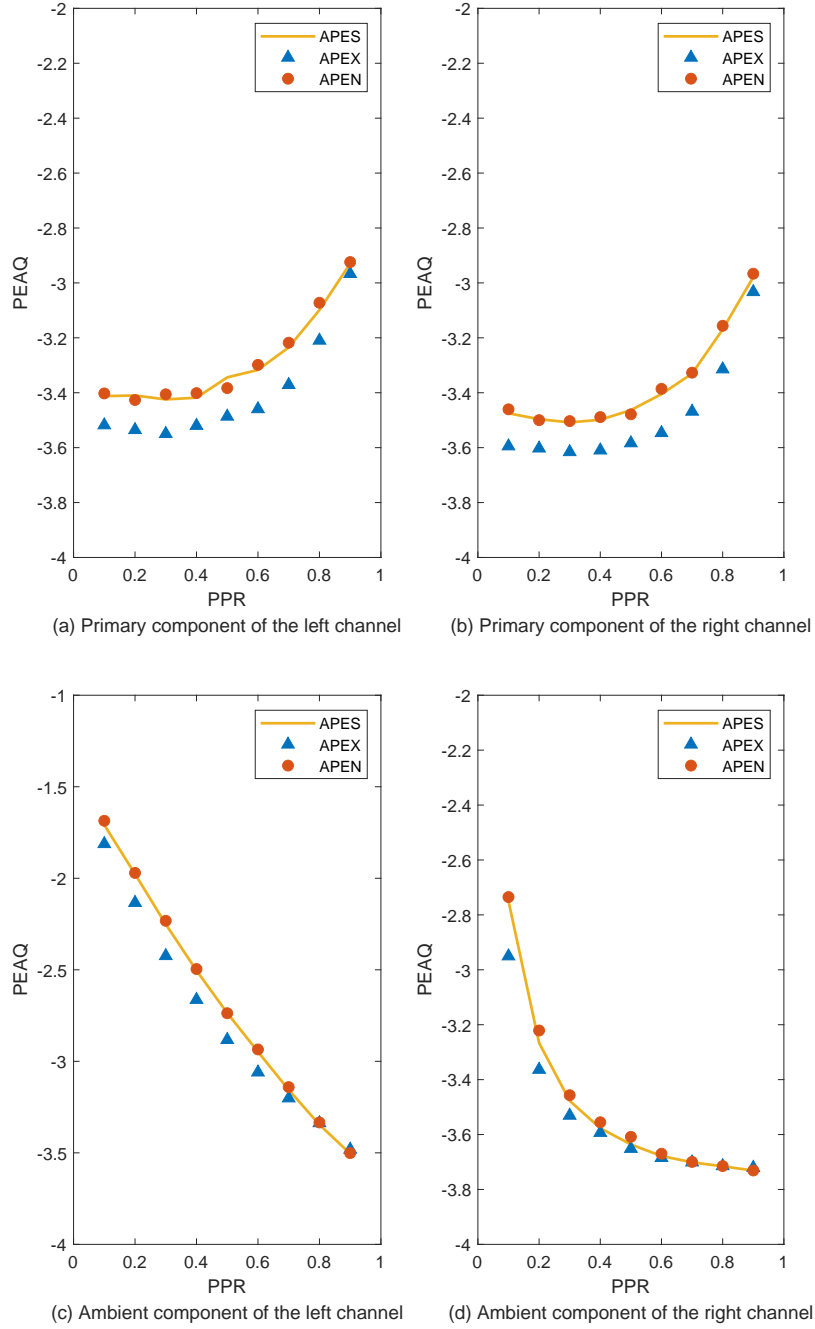 -2
-2.2
-2.4
-2.6
-2.8
-3
-3.2
-3.4
-3.6
-3.8
-4
PEAQ
APES
APEX
APEN
0 0.2 0.4 0.6 0.8 1
PPR
(a) Primary component of the left channel
-2
-2.2
-2.4
-2.6
-2.8
-3
-3.2
-3.4
-3.6
-3.8
-4
PEAQ
APES
APEX
APEN
0 0.2 0.4 0.6 0.8 1
PPR
(b) Primary component of the right channel
-1
-1.5
-2
-2.5
-3
-3.5
-4
PEAQ
APES
APEX
APEN
0 0.2 0.4 0.6 0.8 1
PPR
(c) Ambient component of the left channel
-2
-2.2
-2.4
-2.6
-2.8
-3
-3.2
-3.4
-3.6
-3.8
-4
PEAQ
APES
APEX
APEN
0 0.2 0.4 0.6 0.8 1
PPR
(d) Ambient component of the right channel